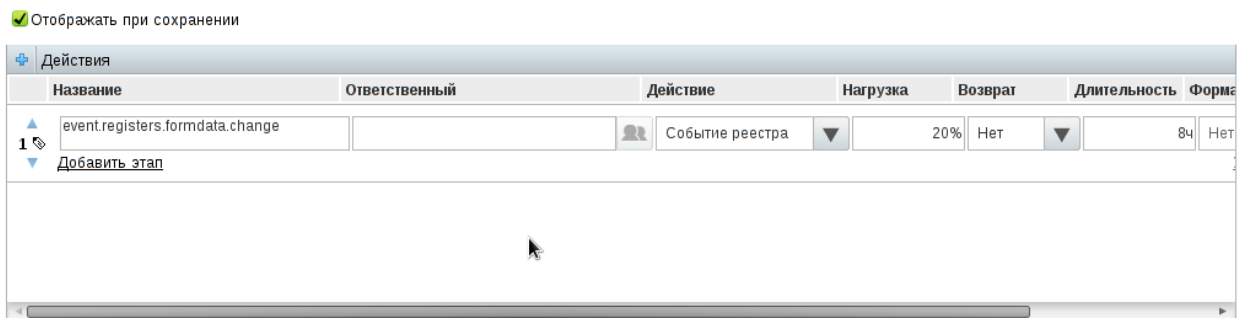 Отображать при сохранении
Действия
Название Ответственный Действие Нагрузка Возврат Длительность Форма
1 event.registers.formdata.change Событие реестра 20% Нет 8ч Нет
Добавить этап